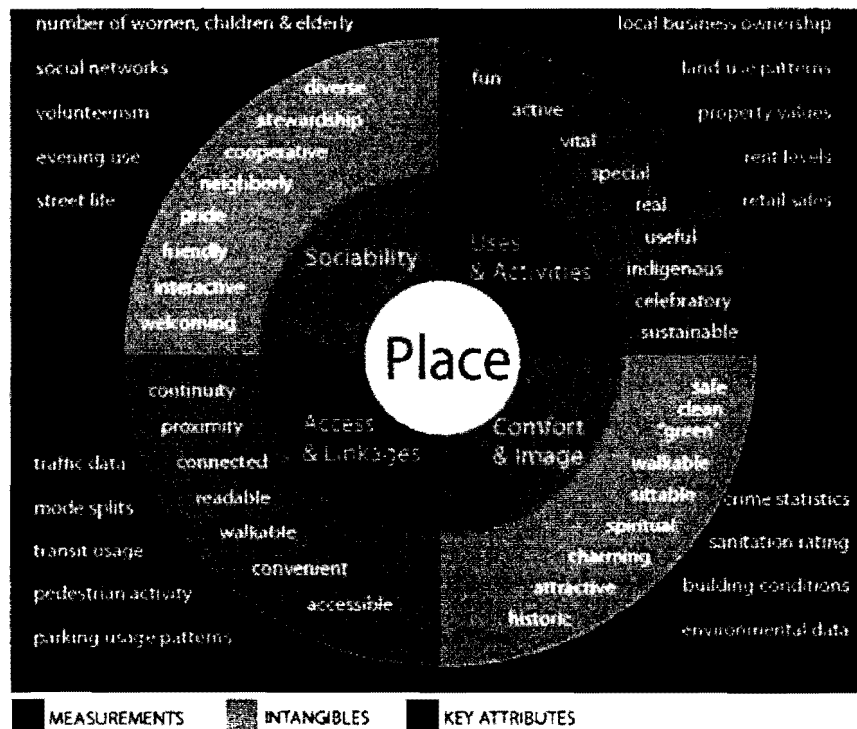 number of women, children & elderly
social networks
volunteerism
evening use
street life
local business ownership
land use patterns
property values
rent levels
retail sales
diverse
stewardship
cooperative
neighborly
pride
friendly
interactive
welcoming
fun
active
vital
special
real
useful
indigenous
celebratory
sustainable
Sociability
Uses
& Activities
Place
Access
& Linkages
Comfort
& Image
continuity
proximity
connected
readable
walkable
convenient
accessible
safe
clean
"green"
walkable
sittable
spiritual
charming
attractive
historic
traffic data
mode splits
transit usage
pedestrian activity
parking usage patterns
crime statistics
sanitation rating
building conditions
environmental data
MEASUREMENTS
INTANGIBLES
KEY ATTRIBUTES